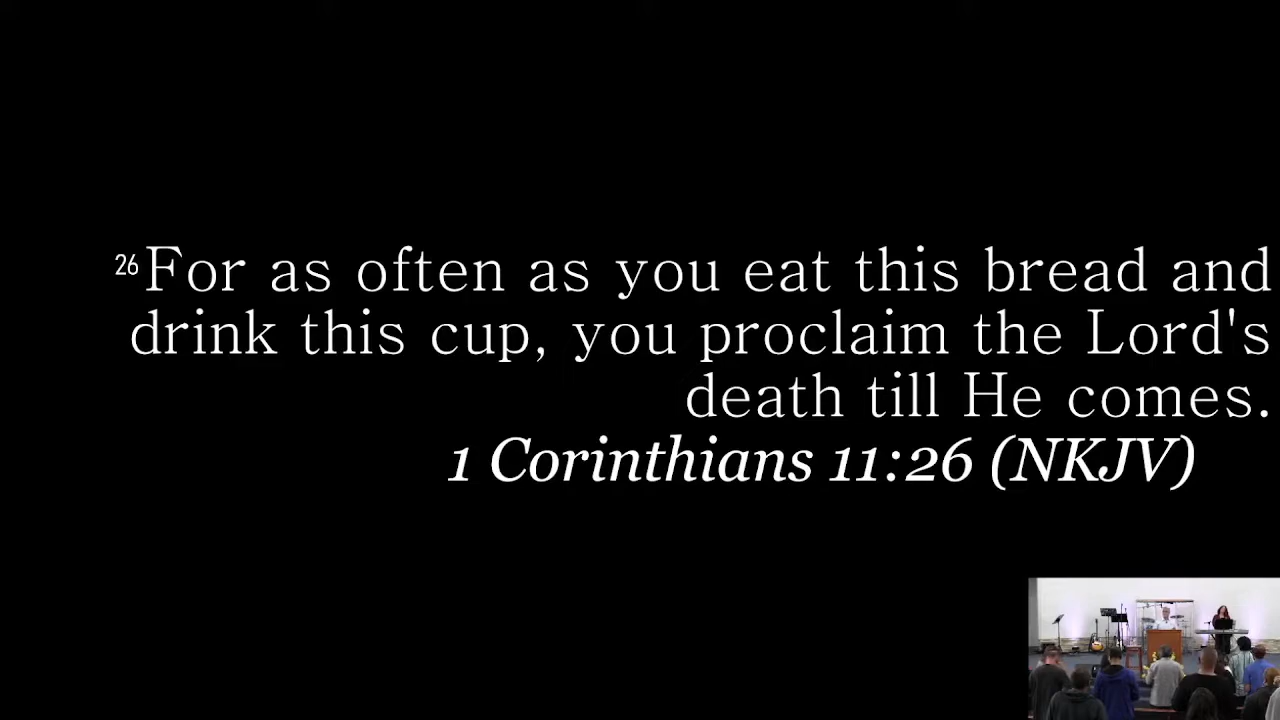 26For as often as you eat this bread and
drink this cup, you proclaim the Lord's
death till He comes.
1 Corinthians 11:26 (NKJV)